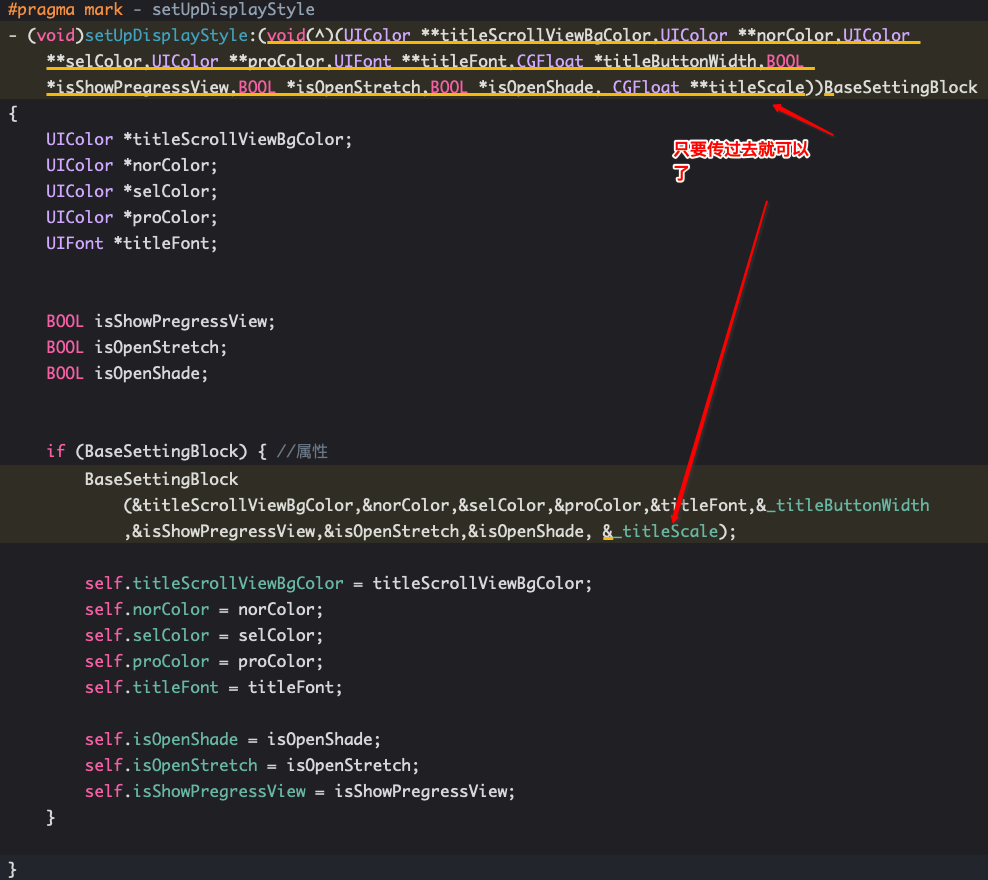 #pragma mark - setUpDisplayStyle
- (void)setUpDisplayStyle:(void(^)(UIColor **titleScrollViewBgColor,UIColor **norColor,UIColor
**selColor,UIColor **proColor,UIFont **titleFont,CGFloat *titleButtonWidth,BOOL
*isShowPregressView,BOOL *isOpenStretch,BOOL *isOpenShade, CGFloat **titleScale))BaseSettingBlock
{
UIColor *titleScrollViewBgColor;
UIColor *norColor;
只要传过去就可以
了
UIColor *selColor;
UIColor *proColor;
UIFont *titleFont;
BOOL isShowPregressView;
BOOL isOpenStretch;
BOOL isOpenShade;
if (BaseSettingBlock) { //属性
BaseSettingBlock
(&titleScrollViewBgColor,&norColor,&selColor,&proColor,&titleFont,&_titleButtonWidth
,&isShowPregressView,&isOpenStretch,&isOpenShade, &_titleScale);
self.titleScrollViewBgColor = titleScrollViewBgColor;
self.norColor = norColor;
self.selColor = selColor;
self.proColor = proColor;
self.titleFont = titleFont;
self.isOpenShade = isOpenShade;
self.isOpenStretch = isOpenStretch;
self.isShowPregressView = isShowPregressView;
}
}